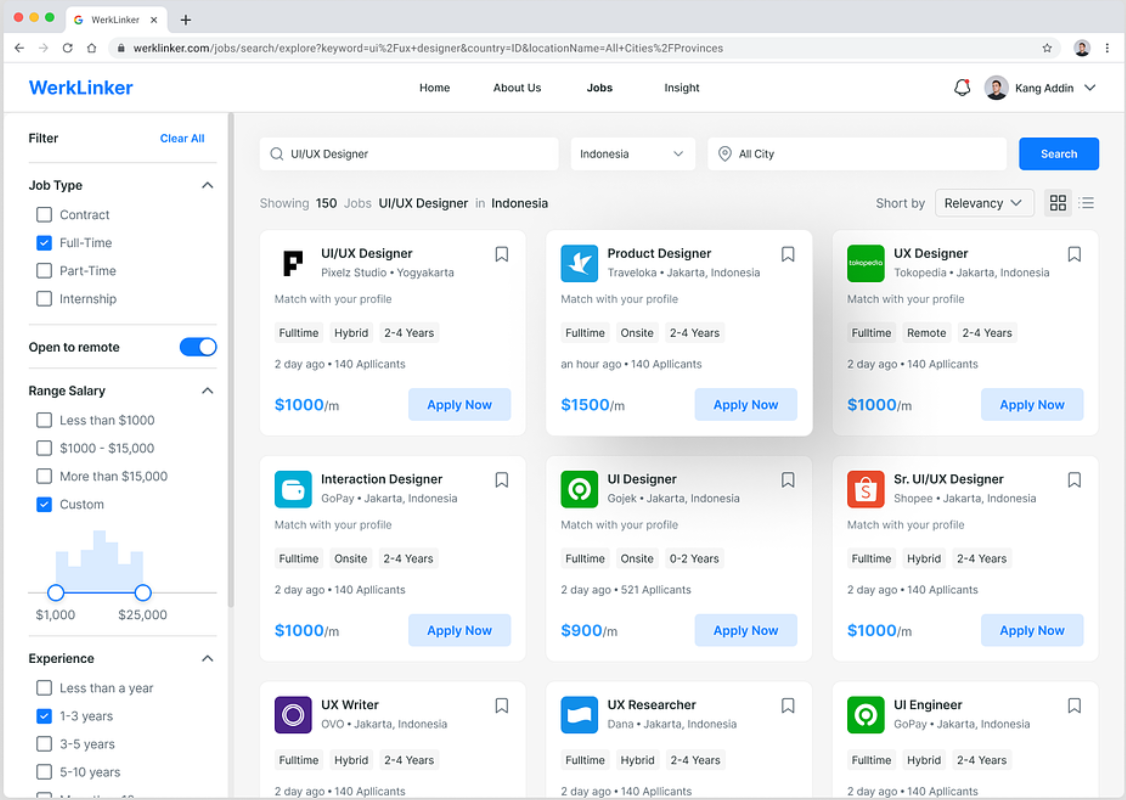 WerkLinker
werklinker.com/jobs/search/explore?keyword=ui%2Fux+designer&country=ID&locationName=All+Cities%2FProvinces
WerkLinker
Home About Us Jobs Insight
Kang Addin
Filter Clear All
Job Type
Contract
Full-Time
Part-Time
Internship
Open to remote
Range Salary
Less than $1000
$1000 - $15,000
More than $15,000
Custom
$1,000 $25,000
Experience
Less than a year
1-3 years
3-5 years
5-10 years
UI/UX Designer Indonesia All City Search
Showing 150 Jobs UI/UX Designer in Indonesia Short by Relevancy
UI/UX Designer
Pixelz Studio • Yogyakarta
Match with your profile
Fulltime Hybrid 2-4 Years
2 day ago • 140 Apllicants
$1000/m Apply Now
Product Designer
Traveloka • Jakarta, Indonesia
Match with your profile
Fulltime Onsite 2-4 Years
an hour ago • 140 Apllicants
$1500/m Apply Now
tokopedia
UX Designer
Tokopedia • Jakarta, Indonesia
Match with your profile
Fulltime Remote 2-4 Years
2 day ago • 140 Apllicants
$1000/m Apply Now
Interaction Designer
GoPay • Jakarta, Indonesia
Match with your profile
Fulltime Onsite 2-4 Years
2 day ago • 140 Apllicants
$1000/m Apply Now
UI Designer
Gojek • Jakarta, Indonesia
Match with your profile
Fulltime Onsite 0-2 Years
2 day ago • 521 Apllicants
$900/m Apply Now
Sr. UI/UX Designer
Shopee • Jakarta, Indonesia
Match with your profile
Fulltime Hybrid 2-4 Years
2 day ago • 140 Apllicants
$1000/m Apply Now
UX Writer
OVO • Jakarta, Indonesia
Fulltime Hybrid 2-4 Years
2 day ago • 140 Apllicants
UX Researcher
Dana • Jakarta, Indonesia
Fulltime Hybrid 2-4 Years
2 day ago • 140 Apllicants
UI Engineer
GoPay • Jakarta, Indonesia
Fulltime Hybrid 2-4 Years
2 day ago • 140 Apllicants